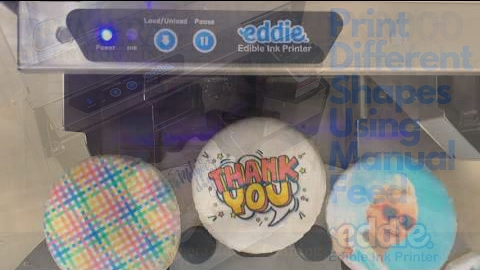 Load/Unload Pause
Power Ink
eddie
Edible Ink Printer
Print
Different
Shapes
Using
Manual
Feed
THANK
YOU
eddie
Edible Ink Printer